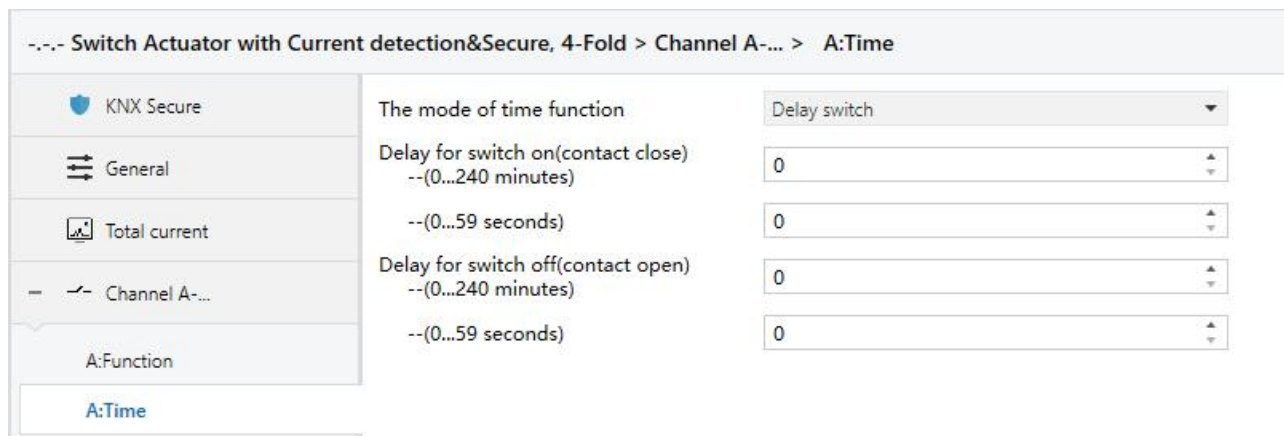 -.-.- Switch Actuator with Current detection&Secure, 4-Fold > Channel A-... > A:Time
KNX Secure
General
Total current
Channel A-...
A:Function
A:Time
The mode of time function
Delay switch
Delay for switch on(contact close)
--(0...240 minutes)
0
--(0...59 seconds)
0
Delay for switch off(contact open)
--(0...240 minutes)
0
--(0...59 seconds)
0